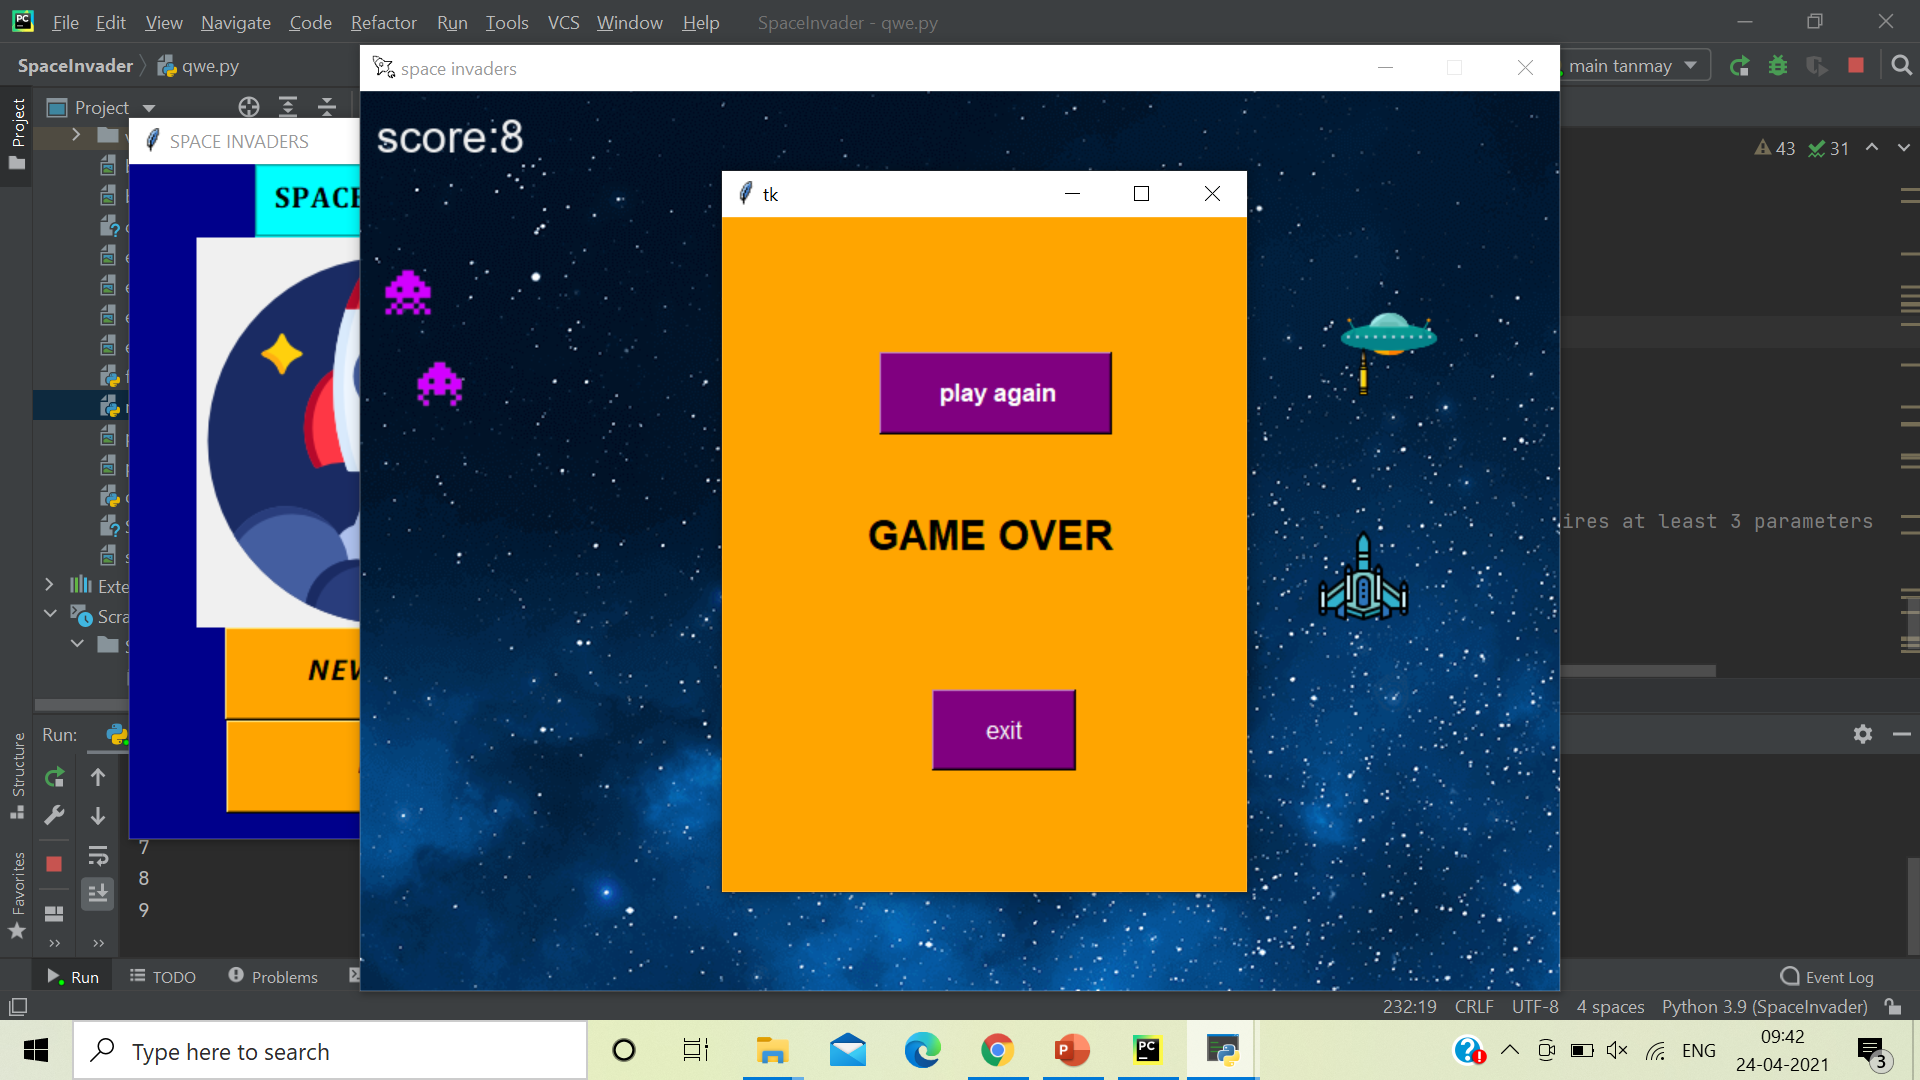 File Edit View Navigate Code Refactor Run Tools VCS Window Help SpaceInvader - qwe.py
SpaceInvader qwe.py
main tanmay
Project
Project
space invaders
SPACE INVADERS
score:8
SPACE
tk
43 31
play again
GAME OVER
exit
ires at least 3 parameters
Exte
Scra
NEW
Run:
Structure
Favorites
7
8
9
Run TODO Problems
Event Log
232:19 CRLF UTF-8 4 spaces Python 3.9 (SpaceInvader)
Type here to search
ENG
09:42
24-04-2021
3